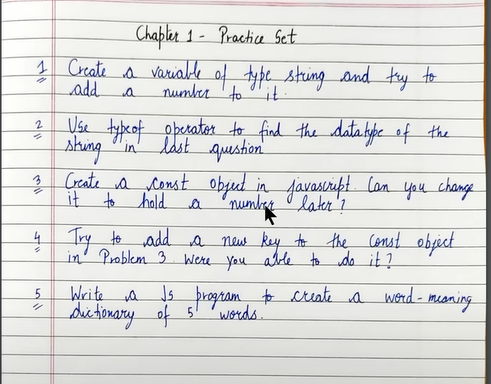 Chapter 1 - Practice Set
1 Create a variable of type string and try to
add a number to it.
2 Use typeof operator to find the datatype of the
string in last question
3 Create a const object in javascript. Can you change
it to hold a number later?
4 Try to add a new key to the const object
in Problem 3 Were you able to do it?
5 Write a JS program to create a word-meaning
dictionary of 5 words.